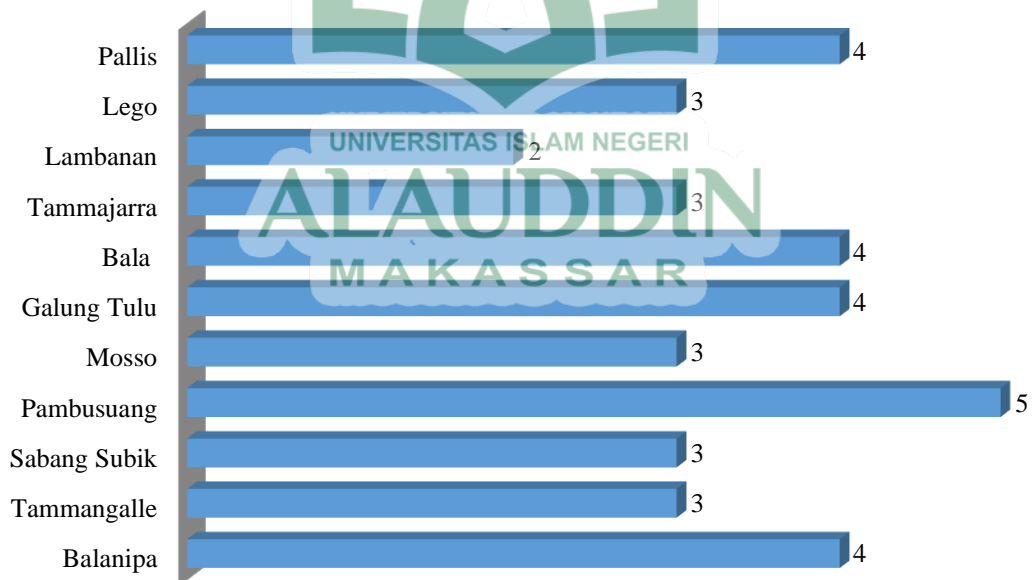 Pallis 4
Lego 3
UNIVERSITAS ISLAM NEGERI
Lambanan 2
ALAUDDIN
Tammajarra 3
Bala 4
MAKASSAR
Galung Tulu 4
Mosso 3
Pambusuang 5
Sabang Subik 3
Tammangalle 3
Balanipa 4